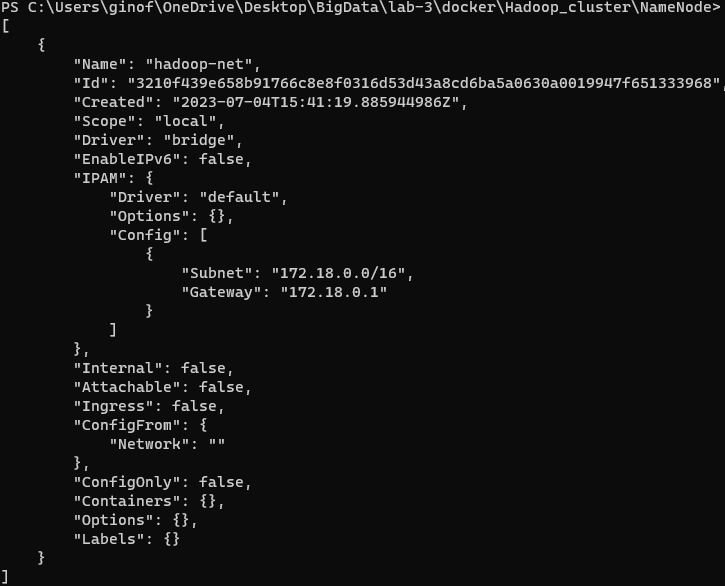 PS C:\Users\ginof\OneDrive\Desktop\BigData\lab-3\docker\Hadoop_cluster\NameNode>
[
    {
        "Name": "hadoop-net",
        "Id": "3210f439e658b91766c8e8f0316d53d43a8cd6ba5a0630a0019947f651333968",
        "Created": "2023-07-04T15:41:19.885944986Z",
        "Scope": "local",
        "Driver": "bridge",
        "EnableIPv6": false,
        "IPAM": {
            "Driver": "default",
            "Options": {},
            "Config": [
                {
                    "Subnet": "172.18.0.0/16",
                    "Gateway": "172.18.0.1"
                }
            ]
        },
        "Internal": false,
        "Attachable": false,
        "Ingress": false,
        "ConfigFrom": {
            "Network": ""
        },
        "ConfigOnly": false,
        "Containers": {},
        "Options": {},
        "Labels": {}
    }
]